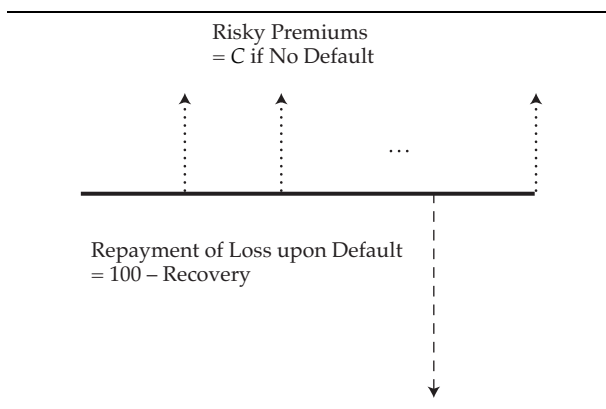 Risky Premiums
= C if No Default
...
Repayment of Loss upon Default
= 100 – Recovery